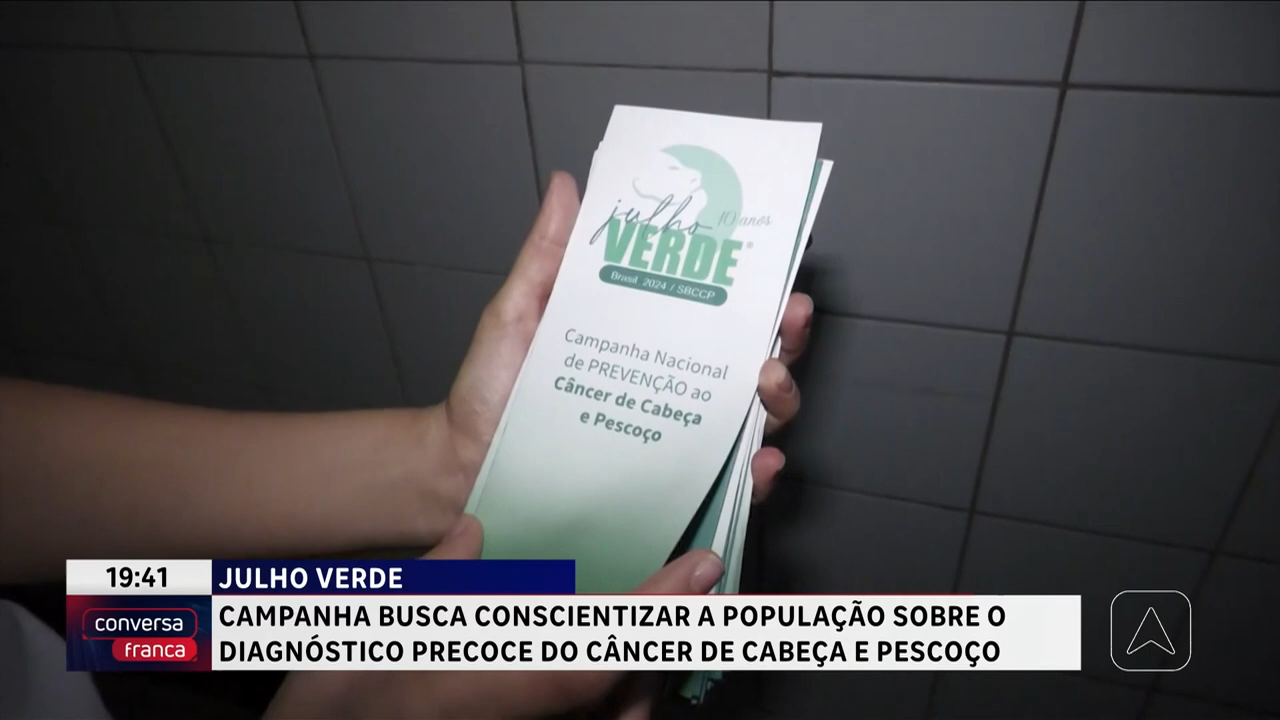 julho 10 anos
VERDE®
Brasil 2024 / SBCCP
Campanha Nacional
de PREVENÇÃO ao
Câncer de Cabeça
e Pescoço
19:41
JULHO VERDE
conversa
franca
CAMPANHA BUSCA CONSCIENTIZAR A POPULAÇÃO SOBRE O
DIAGNÓSTICO PRECOCE DO CÂNCER DE CABEÇA E PESCOÇO